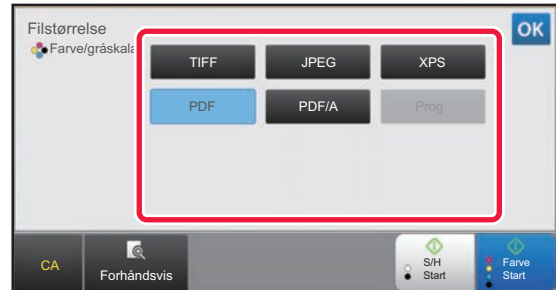 Filstørrelse
OK
Farve/gråskala
TIFF JPEG XPS
PDF PDF/A Prog.
CA
Forhåndsvis
S/H
Start
Farve
Start